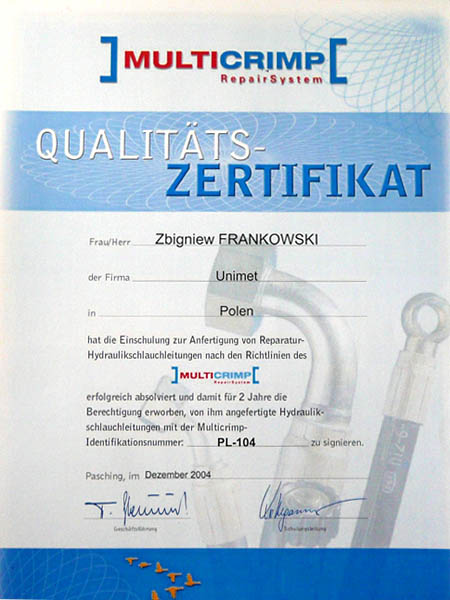 MULTICRIMP
RepairSystem
QUALITÄTS-
ZERTIFIKAT
Frau/Herr Zbigniew FRANKOWSKI
der Firma Unimet
in Polen
hat die Einschulung zur Anfertigung von Reparatur-
Hydraulikschlauchleitungen nach den Richtlinien des
MULTICRIMP
RepairSystem
erfolgreich absolviert und damit für 2 Jahre die
Berechtigung erworben, von ihm angefertigte Hydraulik-
schlauchleitungen mit der Multicrimp-
Identifikationsnummer: PL-104 zu signieren.
Pasching, im Dezember 2004
Geschäftsführung Schulungsleitung